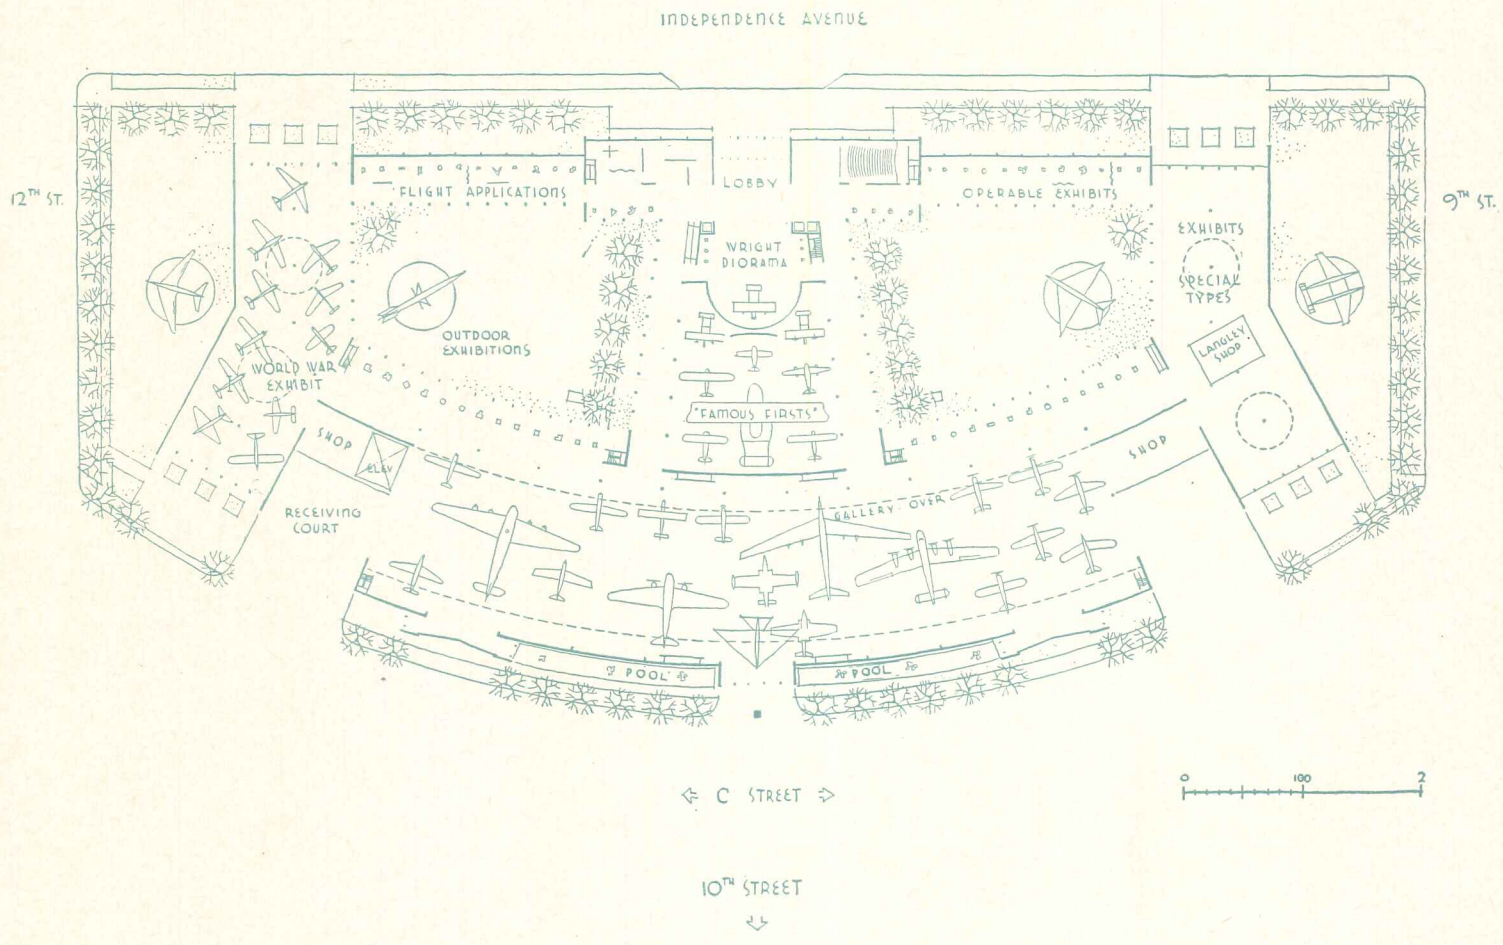 INDEPENDENCE AVENUE
12TH ST.
9TH ST.
LOBBY
FLIGHT APPLICATIONS
OPERABLE EXHIBITS
EXHIBITS
WRIGHT
DIORAMA
SPECIAL
TYPES
N
OUTDOOR
EXHIBITIONS
LANGLEY
SHOP
WORLD WAR
EXHIBIT
"FAMOUS FIRSTS"
SHOP
ELEV
SHOP
RECEIVING
COURT
GALLERY OVER
POOL
POOL
0 100 2
C STREET
10TH STREET